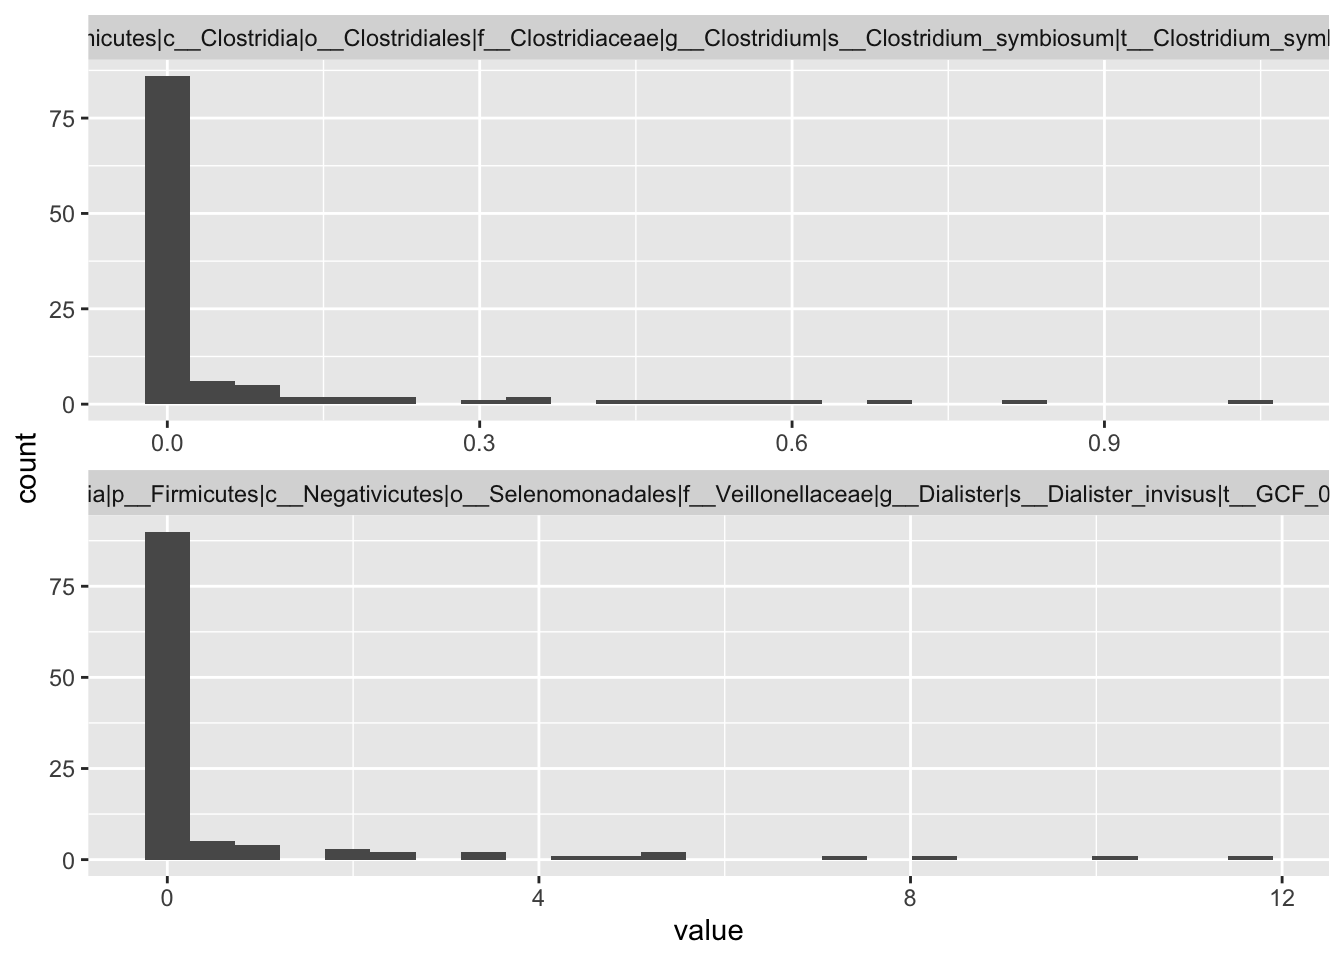 nicutes|c__Clostridia|o__Clostridiales|f__Clostridiaceae|g__Clostridium|s__Clostridium_symbiosum|t__Clostridium_syml
75
50
25
0
0.0 0.3 0.6 0.9
count
ia|p__Firmicutes|c__Negativicutes|o__Selenomonadales|f__Veillonellaceae|g__Dialister|s__Dialister_invisus|t__GCF_0
75
50
25
0
0 4 8 12
value